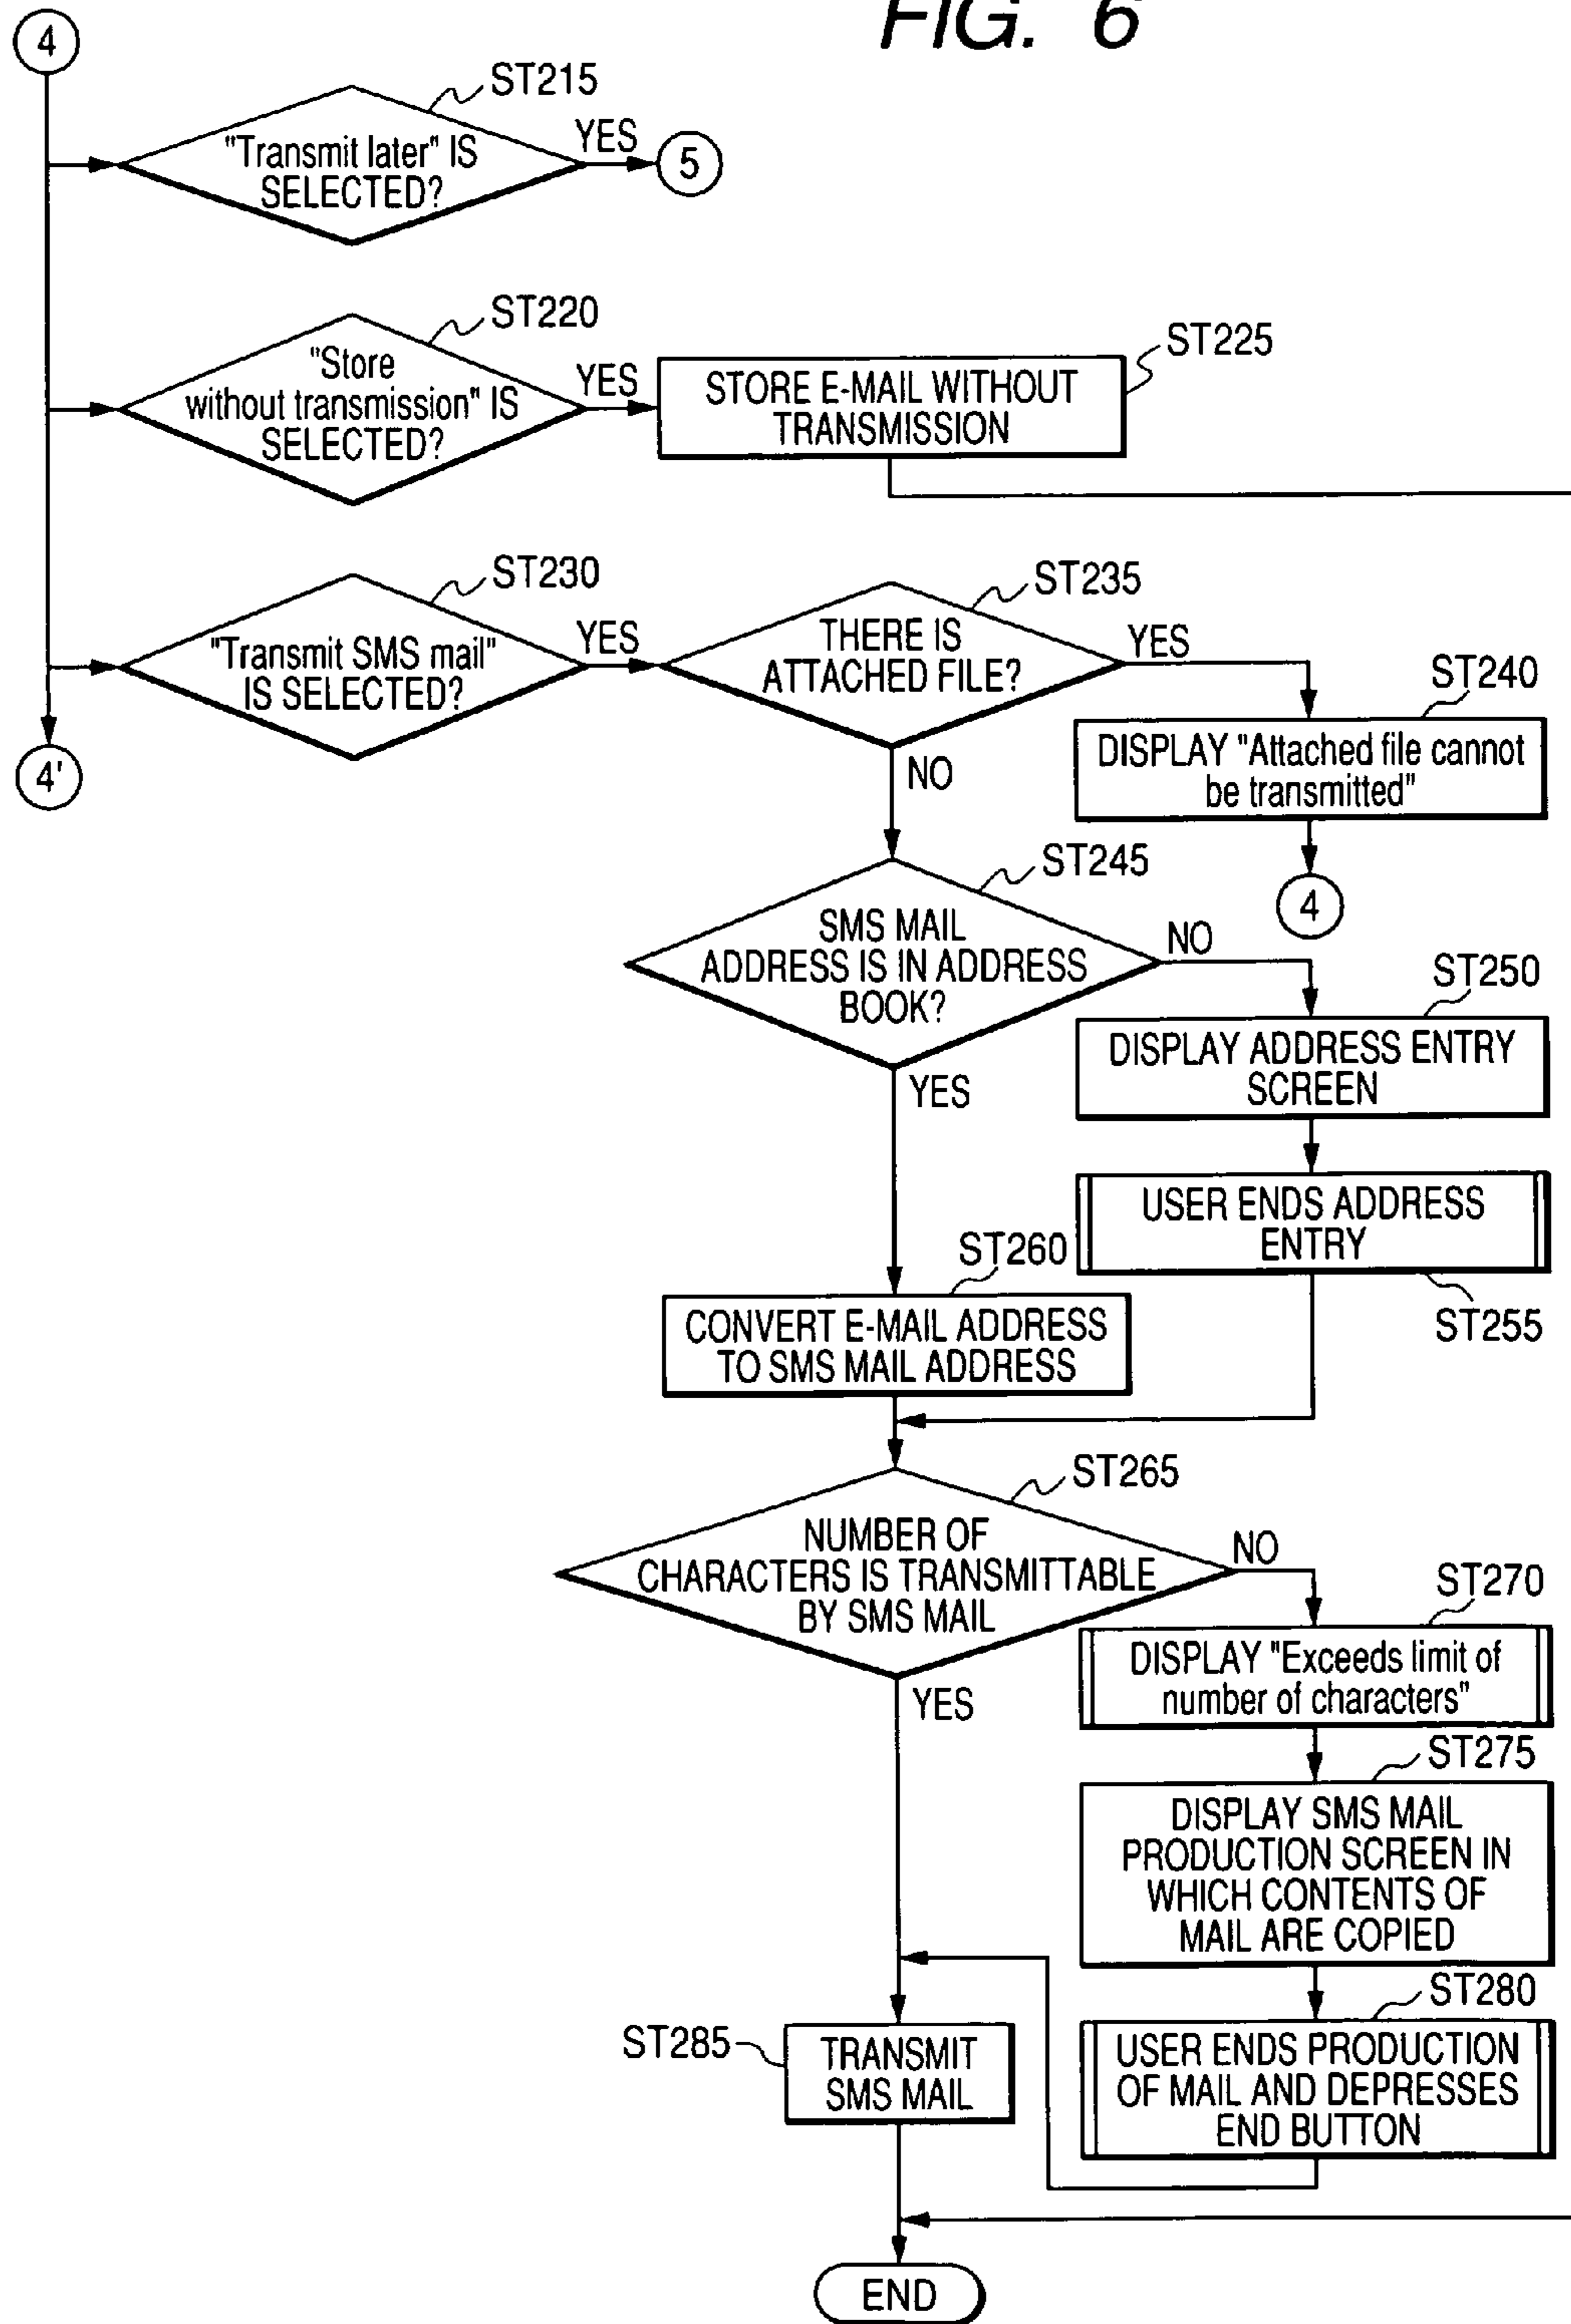 FIG. 6
4
ST215
"Transmit later" IS
SELECTED?
YES
5
ST220
"Store
without transmission" IS
SELECTED?
YES
ST225
STORE E-MAIL WITHOUT
TRANSMISSION
ST230
"Transmit SMS mail"
IS SELECTED?
YES
4'
ST235
THERE IS
ATTACHED FILE?
YES
NO
ST240
DISPLAY "Attached file cannot
be transmitted"
4
ST245
SMS MAIL
ADDRESS IS IN ADDRESS
BOOK?
NO
YES
ST250
DISPLAY ADDRESS ENTRY
SCREEN
USER ENDS ADDRESS
ENTRY
ST255
ST260
CONVERT E-MAIL ADDRESS
TO SMS MAIL ADDRESS
ST265
NUMBER OF
CHARACTERS IS TRANSMITTABLE
BY SMS MAIL
NO
YES
ST270
DISPLAY "Exceeds limit of
number of characters"
ST275
DISPLAY SMS MAIL
PRODUCTION SCREEN IN
WHICH CONTENTS OF
MAIL ARE COPIED
ST280
USER ENDS PRODUCTION
OF MAIL AND DEPRESSES
END BUTTON
ST285
TRANSMIT
SMS MAIL
END